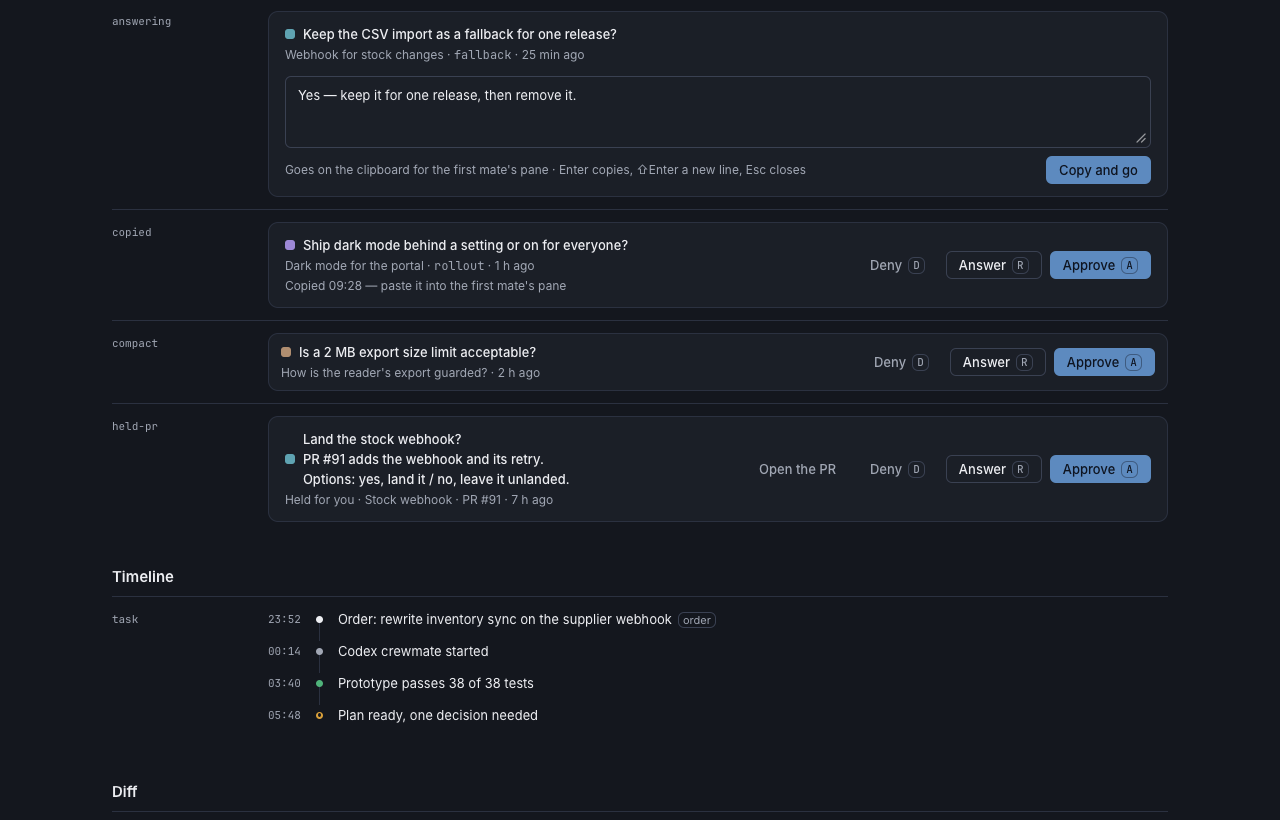 answering
Keep the CSV import as a fallback for one release?
Webhook for stock changes · fallback · 25 min ago
Yes — keep it for one release, then remove it.
Goes on the clipboard for the first mate's pane · Enter copies, ⇧Enter a new line, Esc closes
Copy and go
copied
Ship dark mode behind a setting or on for everyone?
Dark mode for the portal · rollout · 1 h ago
Copied 09:28 — paste it into the first mate's pane
Deny D
Answer R
Approve A
compact
Is a 2 MB export size limit acceptable?
How is the reader's export guarded? · 2 h ago
Deny D
Answer R
Approve A
held-pr
Land the stock webhook?
PR #91 adds the webhook and its retry.
Options: yes, land it / no, leave it unlanded.
Held for you · Stock webhook · PR #91 · 7 h ago
Open the PR
Deny D
Answer R
Approve A
Timeline
task
23:52 Order: rewrite inventory sync on the supplier webhook order
00:14 Codex crewmate started
03:40 Prototype passes 38 of 38 tests
05:48 Plan ready, one decision needed
Diff